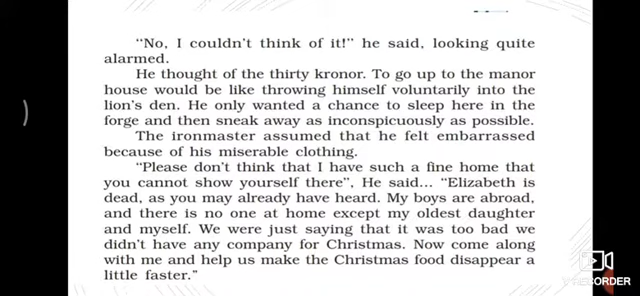 "No, I couldn't think of it!" he said, looking quite
alarmed.
He thought of the thirty kronor. To go up to the manor
house would be like throwing himself voluntarily into the
lion's den. He only wanted a chance to sleep here in the
forge and then sneak away as inconspicuously as possible.
The ironmaster assumed that he felt embarrassed
because of his miserable clothing.
"Please don't think that I have such a fine home that
you cannot show yourself there", He said... "Elizabeth is
dead, as you may already have heard. My boys are abroad,
and there is no one at home except my oldest daughter
and myself. We were just saying that it was too bad we
didn't have any company for Christmas. Now come along
with me and help us make the Christmas food disappear a
little faster."
RECORDER